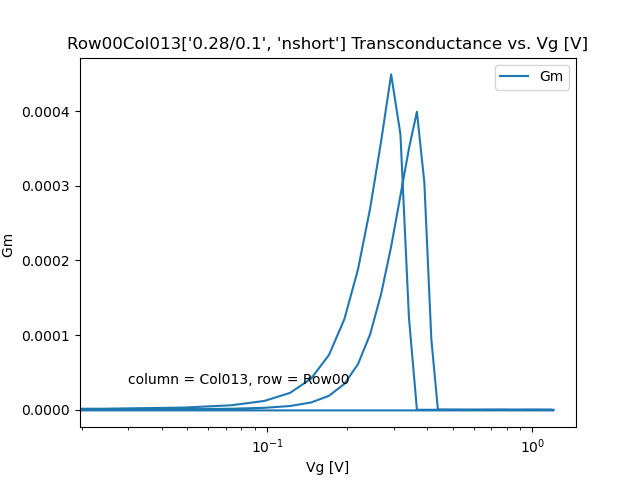 Row00Col013['0.28/0.1', 'nshort'] Transconductance vs. Vg [V]
Gm
0.0004
0.0003
0.0002
0.0001
0.0000
Gm
column = Col013, row = Row00
10⁻¹
10⁰
Vg [V]